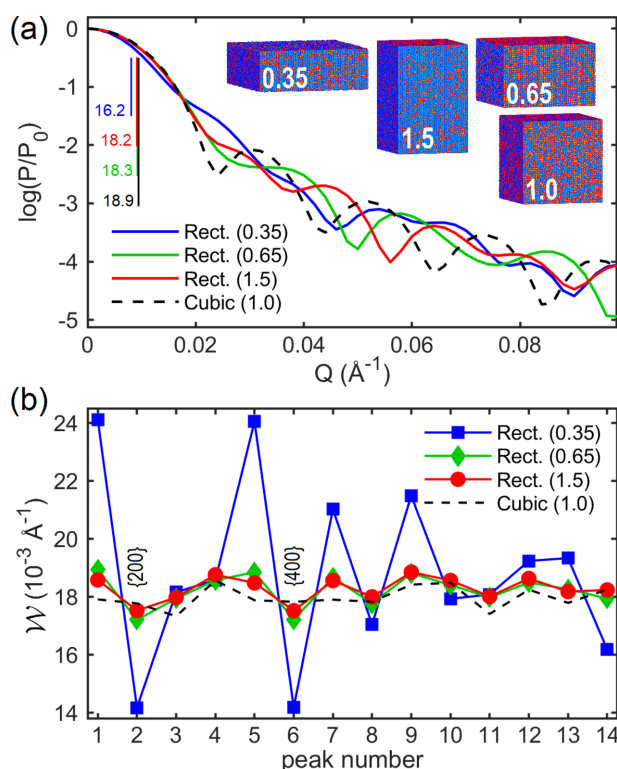 (a)
0
-1
-2
-3
-4
-5
log(P/P0)
16.2
18.2
18.3
18.9
0.35
1.5
0.65
1.0
Rect. (0.35)
Rect. (0.65)
Rect. (1.5)
Cubic (1.0)
0 0.02 0.04 0.06 0.08
Q (Å⁻¹)
(b)
24
22
20
18
16
14
𝒲 (10⁻³ Å⁻¹)
{200}
{400}
Rect. (0.35)
Rect. (0.65)
Rect. (1.5)
Cubic (1.0)
1 2 3 4 5 6 7 8 9 10 11 12 13 14
peak number